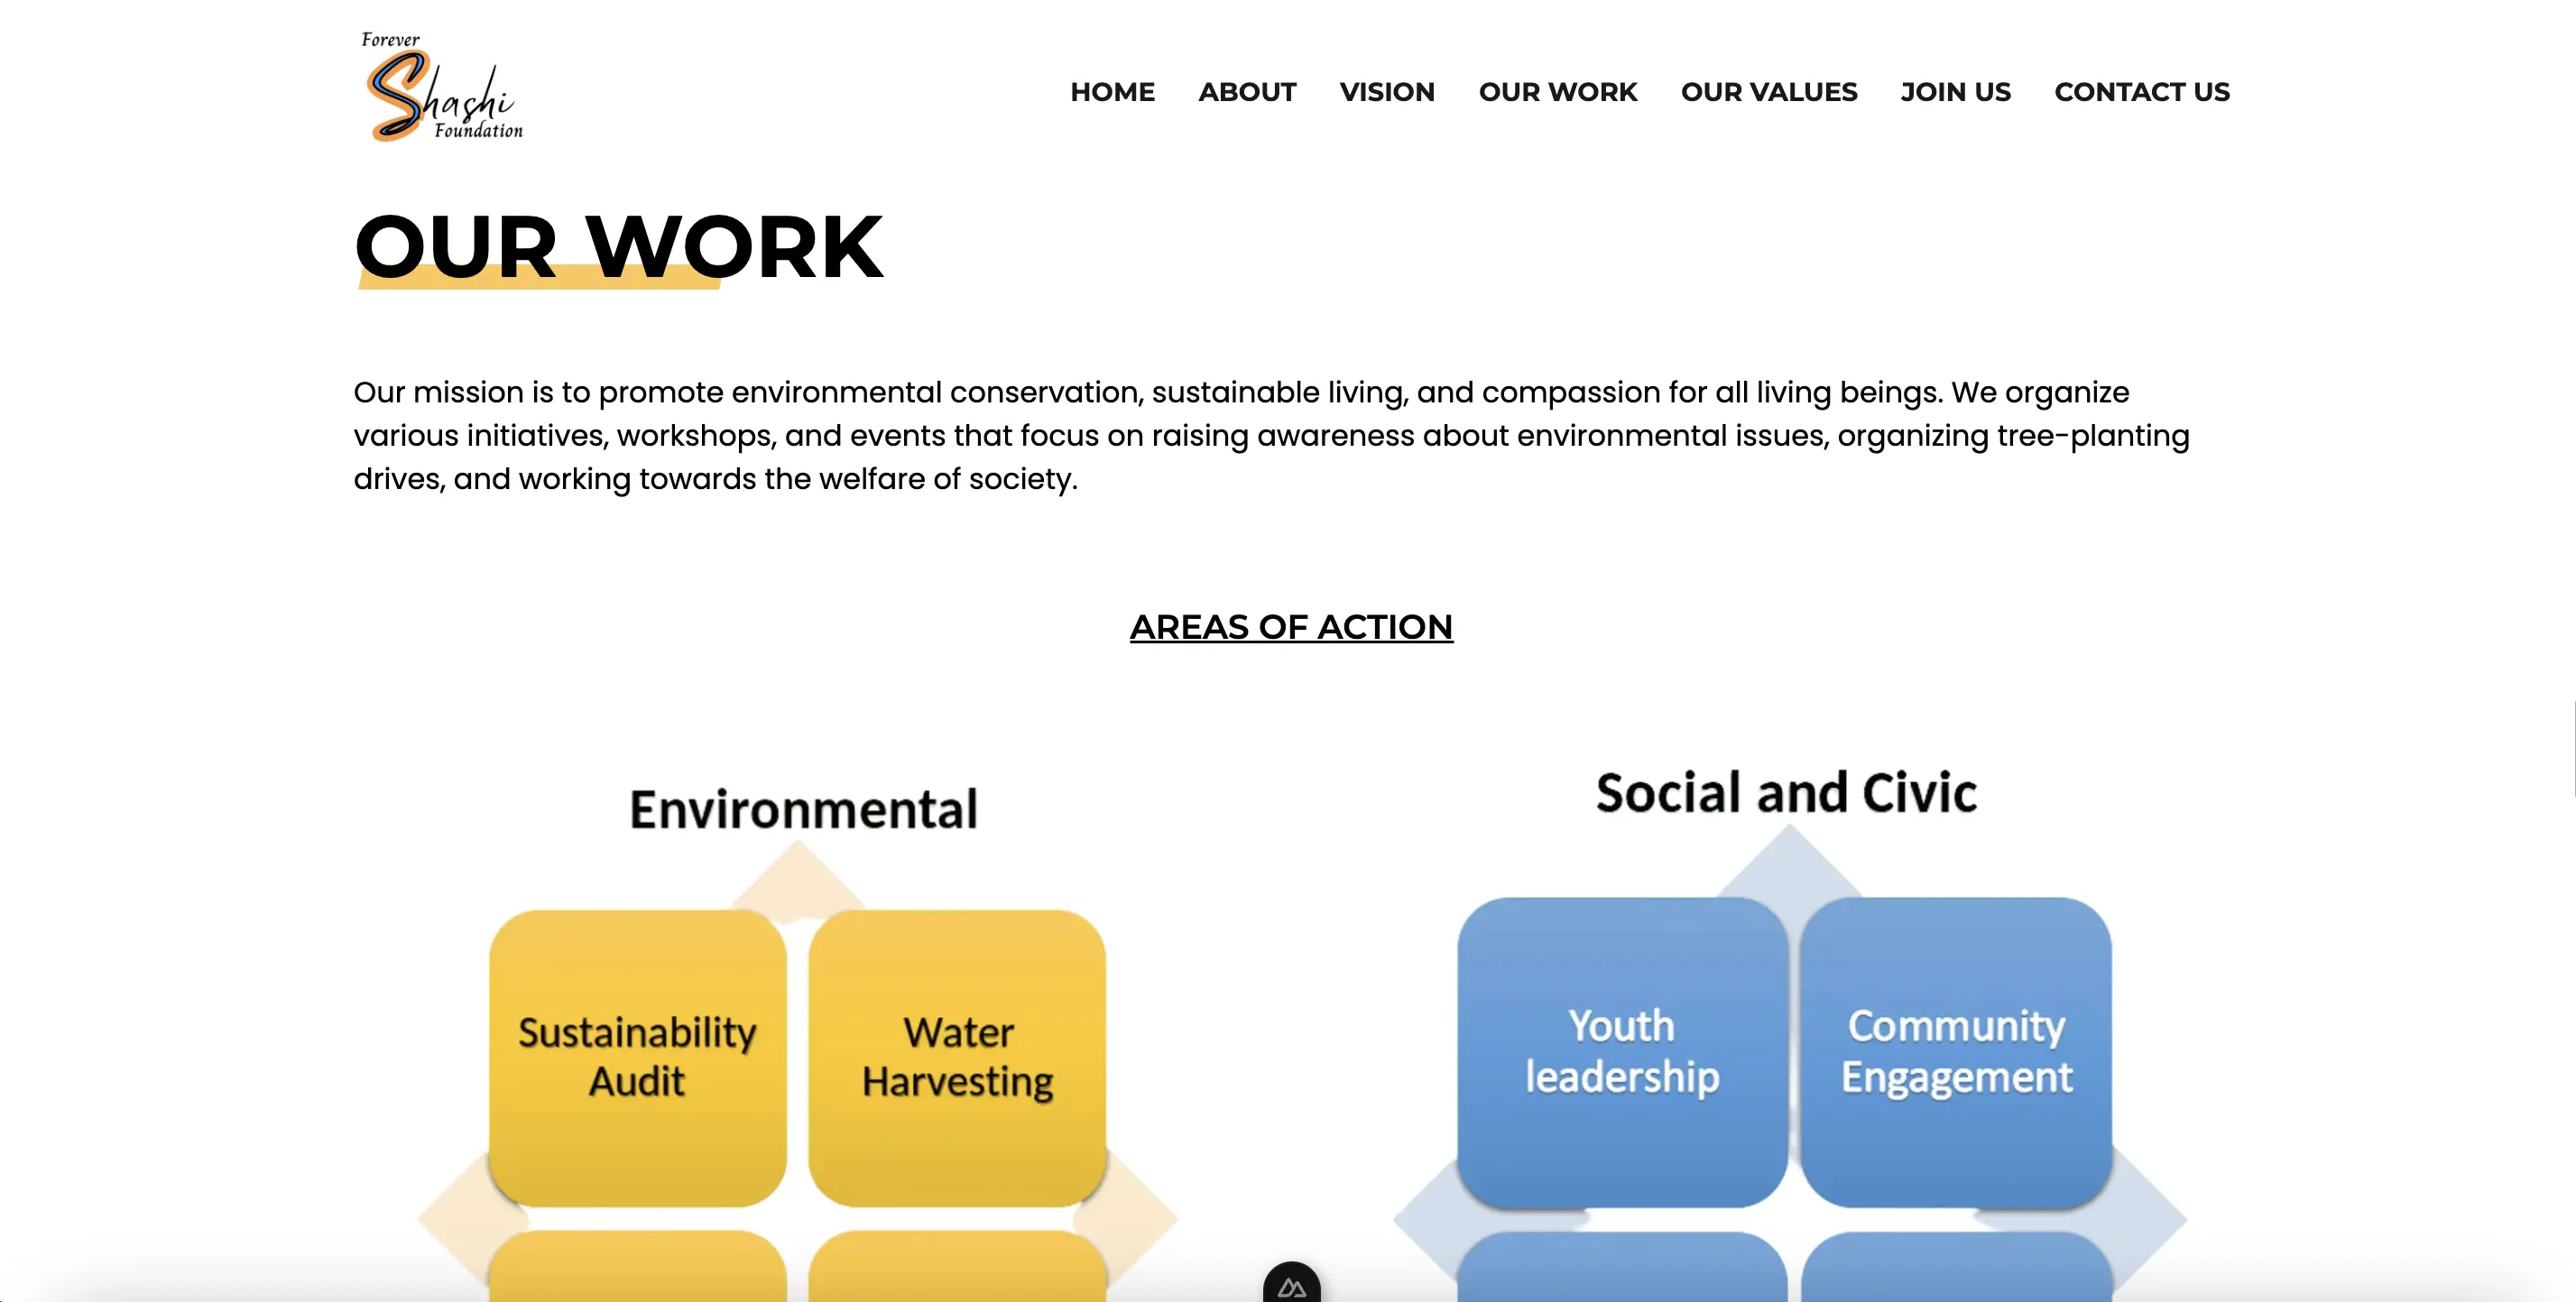 Forever
Shashi
Foundation
HOME ABOUT VISION OUR WORK OUR VALUES JOIN US CONTACT US
OUR WORK
Our mission is to promote environmental conservation, sustainable living, and compassion for all living beings. We organize
various initiatives, workshops, and events that focus on raising awareness about environmental issues, organizing tree-planting
drives, and working towards the welfare of society.
AREAS OF ACTION
Environmental
Sustainability
Audit
Water
Harvesting
Social and Civic
Youth
leadership
Community
Engagement